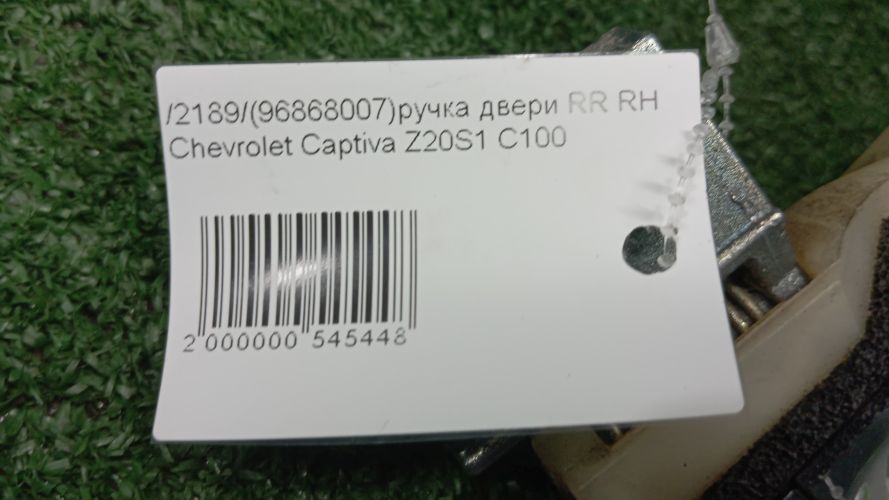 /2189/(96868007)ручка двери RR RH
Chevrolet Captiva Z20S1 C100
2 000000 545448